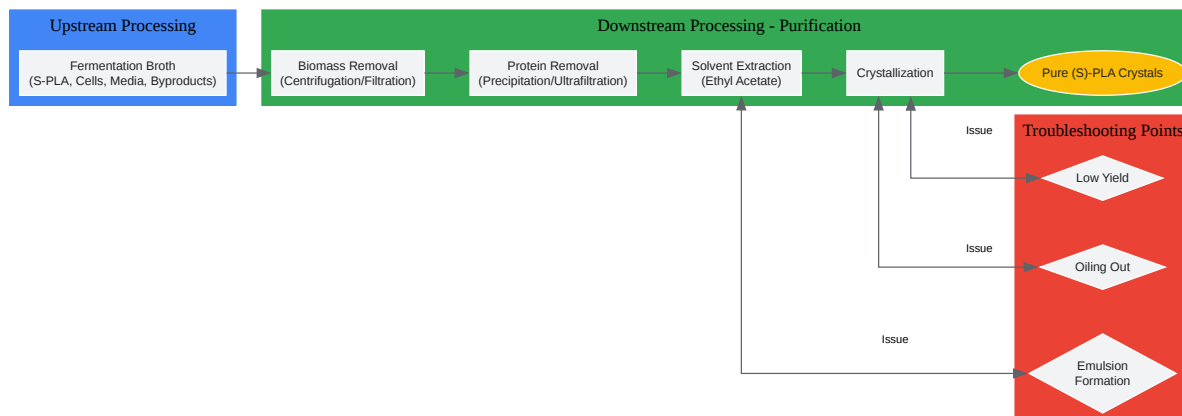 Upstream Processing
Downstream Processing - Purification
Fermentation Broth
(S-PLA, Cells, Media, Byproducts)
Biomass Removal
(Centrifugation/Filtration)
Protein Removal
(Precipitation/Ultrafiltration)
Solvent Extraction
(Ethyl Acetate)
Crystallization
Pure (S)-PLA Crystals
Troubleshooting Points
Issue
Low Yield
Issue
Oiling Out
Issue
Emulsion
Formation